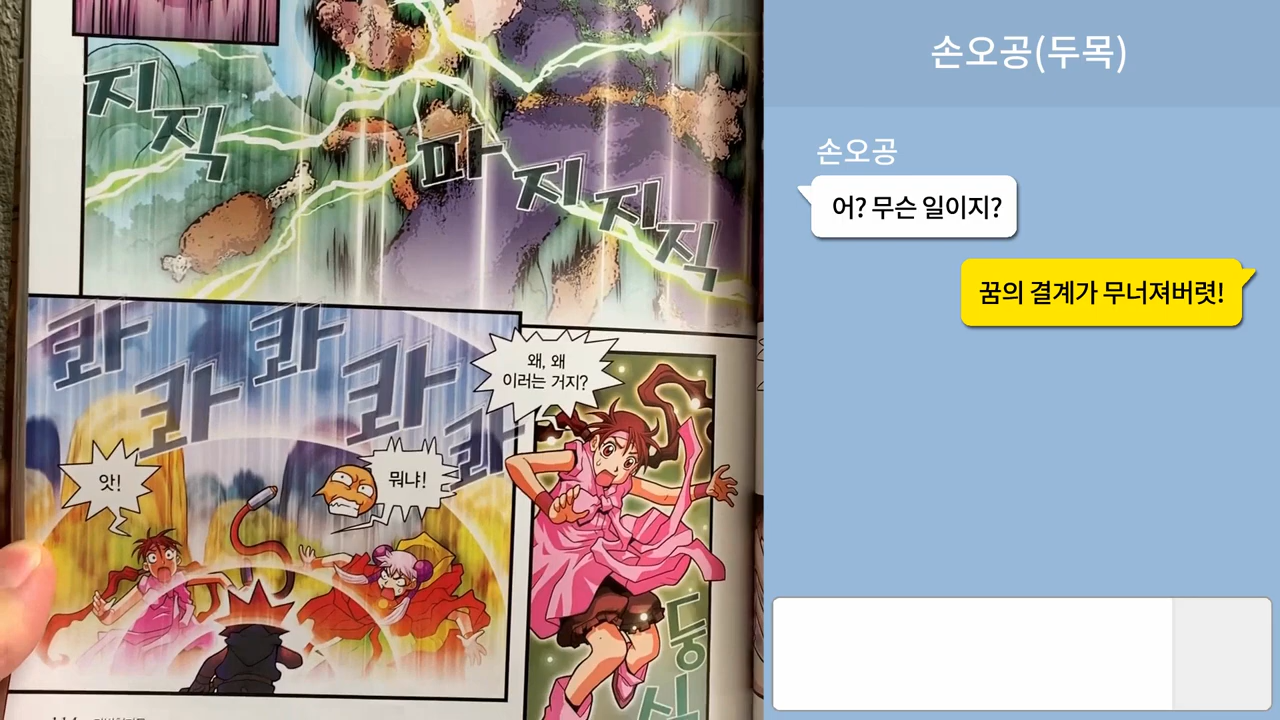 지직
파지지직
콰콰콰콰콰
왜, 왜
이러는 거지?
앗!
뭐냐!
둥실
114
손오공(두목)
손오공
어? 무슨 일이지?
꿈의 결계가 무너져버렷!